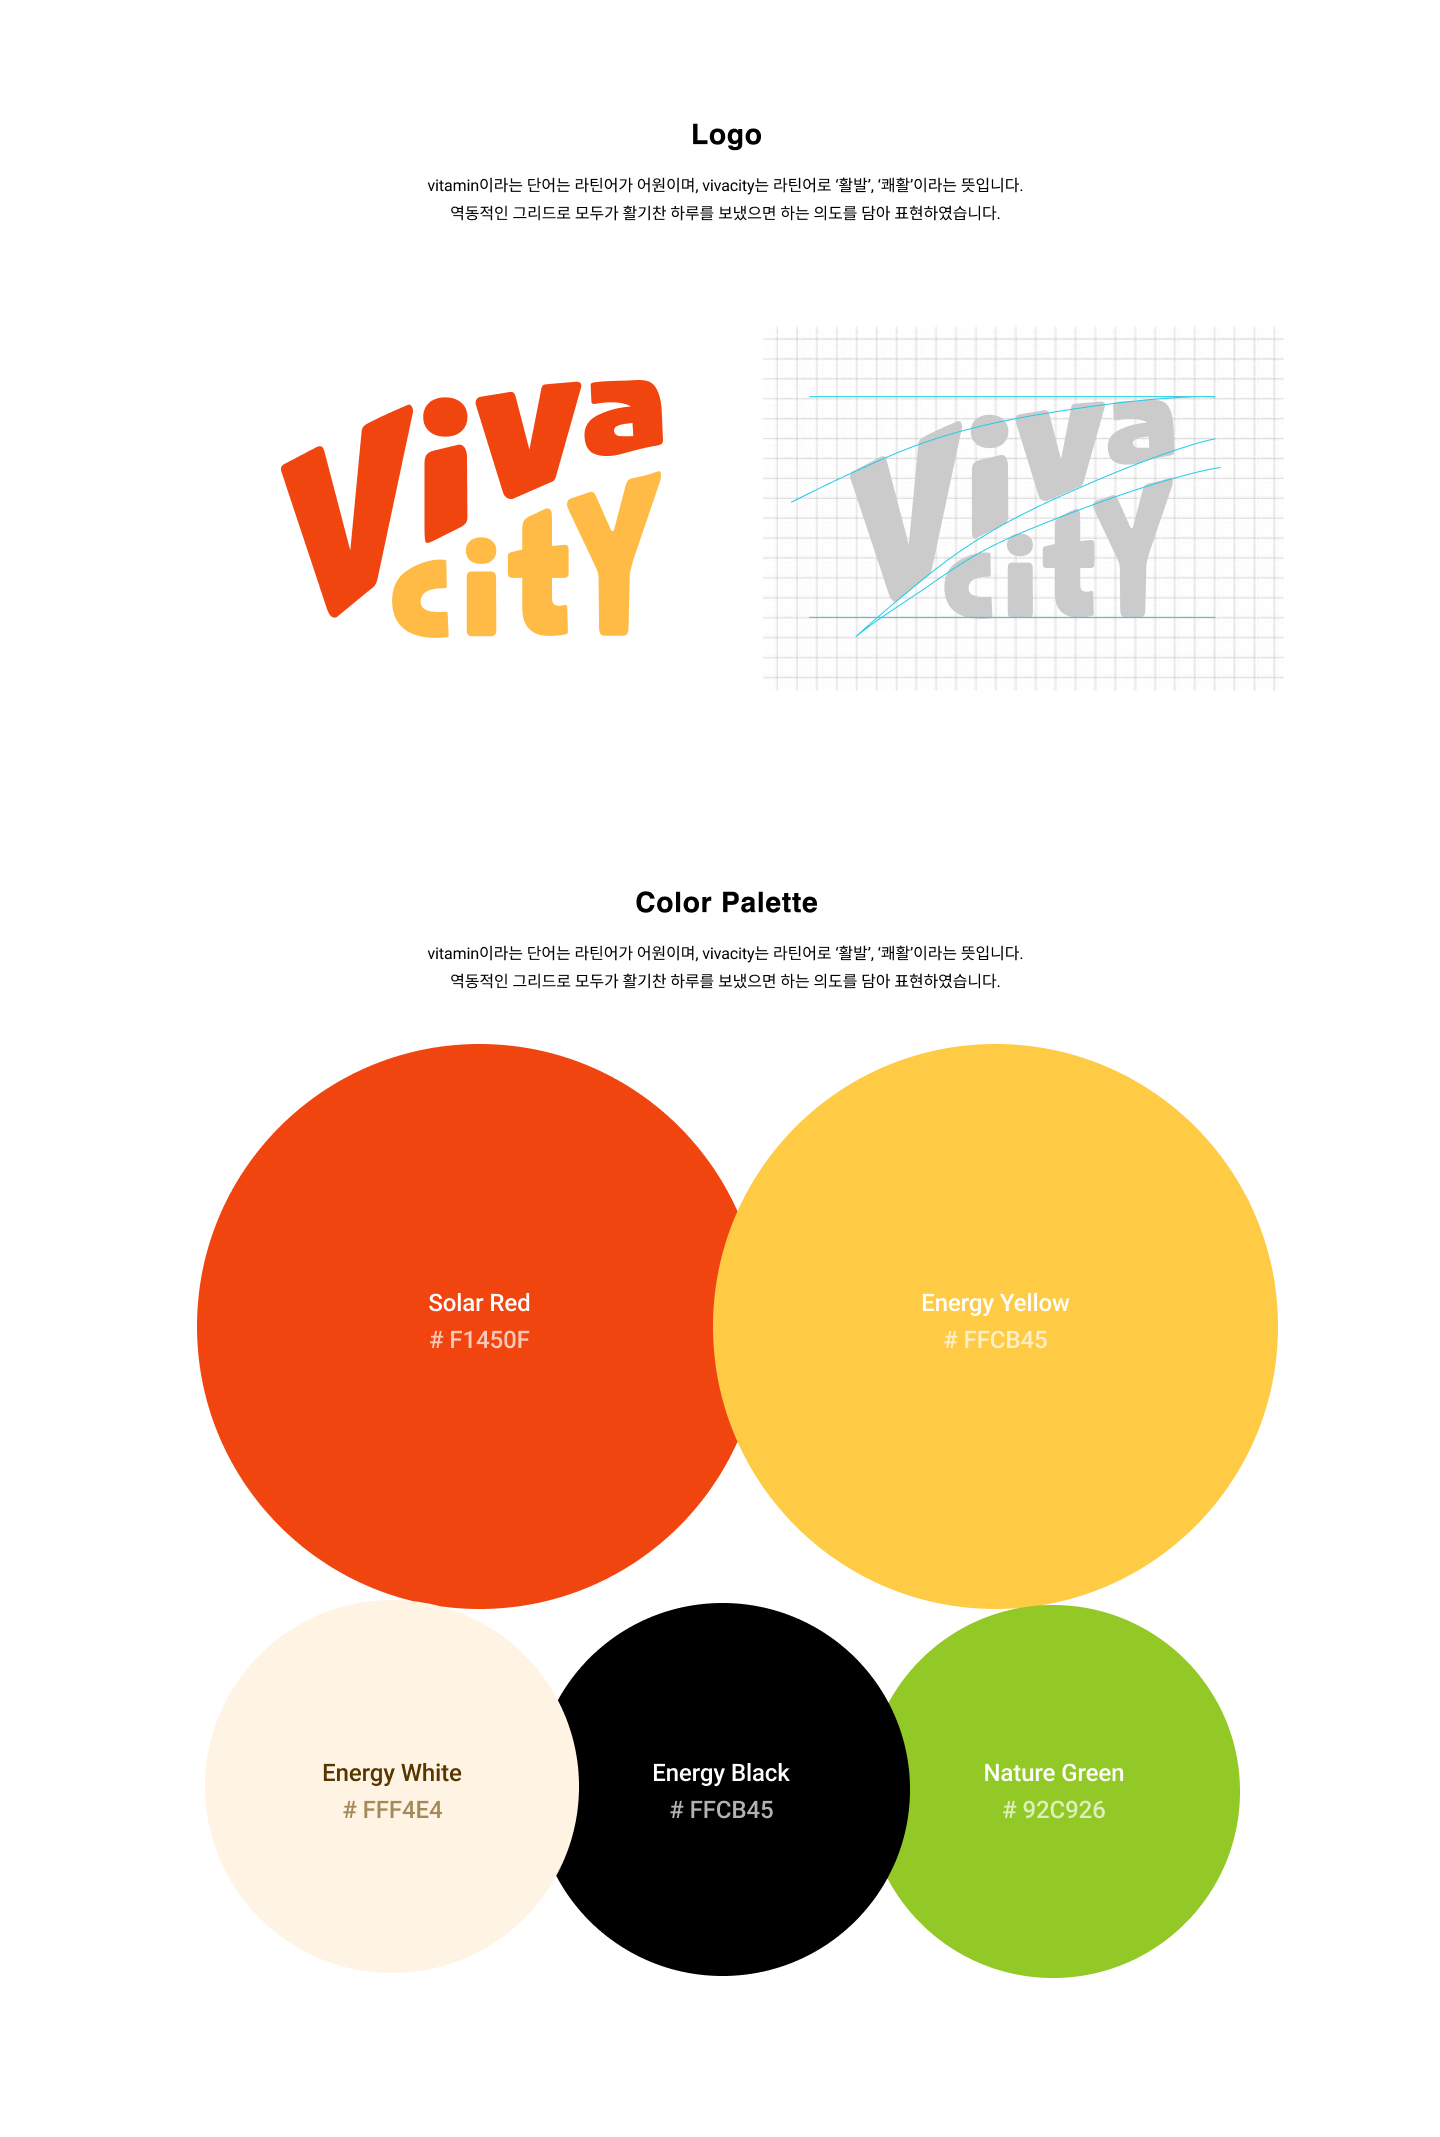 Logo
vitamin이라는 단어는 라틴어가 어원이며, vivacity는 라틴어로 ‘활발’, ‘쾌활’이라는 뜻입니다.
역동적인 그리드로 모두가 활기찬 하루를 보냈으면 하는 의도를 담아 표현하였습니다.
Viva
citY
Viva
citY
Color Palette
vitamin이라는 단어는 라틴어가 어원이며, vivacity는 라틴어로 ‘활발’, ‘쾌활’이라는 뜻입니다.
역동적인 그리드로 모두가 활기찬 하루를 보냈으면 하는 의도를 담아 표현하였습니다.
Solar Red
# F1450F
Energy Yellow
# FFCB45
Energy White
# FFF4E4
Energy Black
# FFCB45
Nature Green
# 92C926